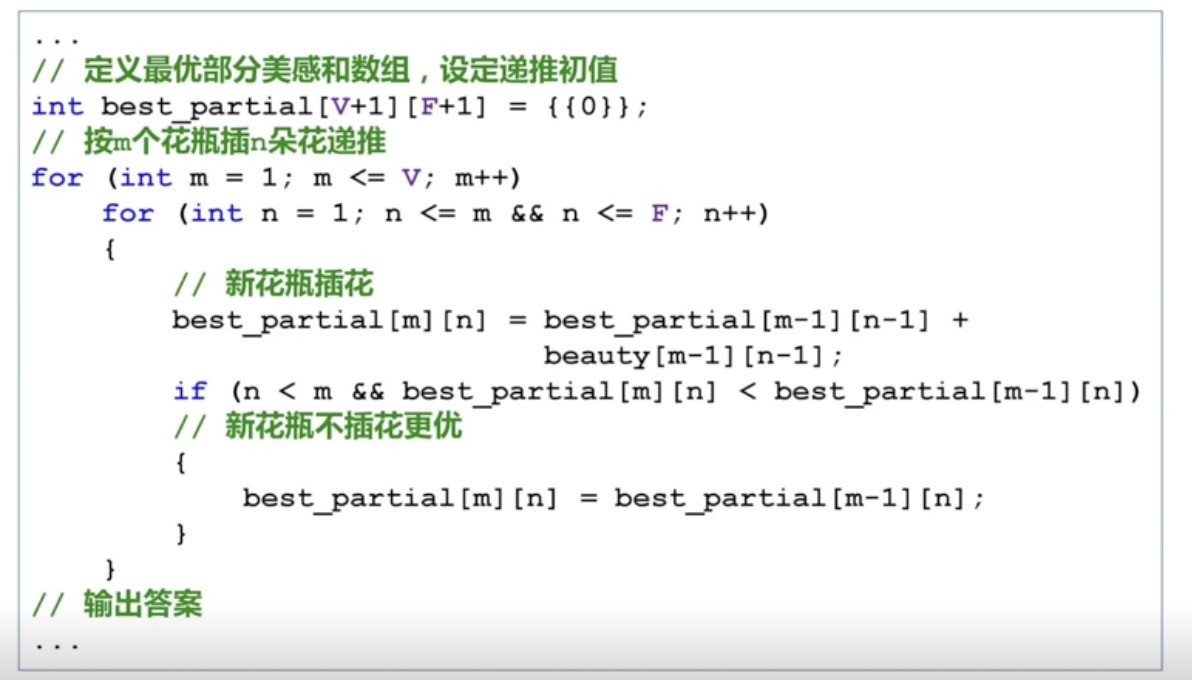 ...
// 定义最优部分美感和数组，设定递推初值
int best_partial[V+1][F+1] = {{0}};
// 按m个花瓶插n朵花递推
for (int m = 1; m <= V; m++)
    for (int n = 1; n <= m && n <= F; n++)
    {
        // 新花瓶插花
        best_partial[m][n] = best_partial[m-1][n-1] +
                             beauty[m-1][n-1];
        if (n < m && best_partial[m][n] < best_partial[m-1][n])
        // 新花瓶不插花更优
        {
            best_partial[m][n] = best_partial[m-1][n];
        }
    }
// 输出答案
...